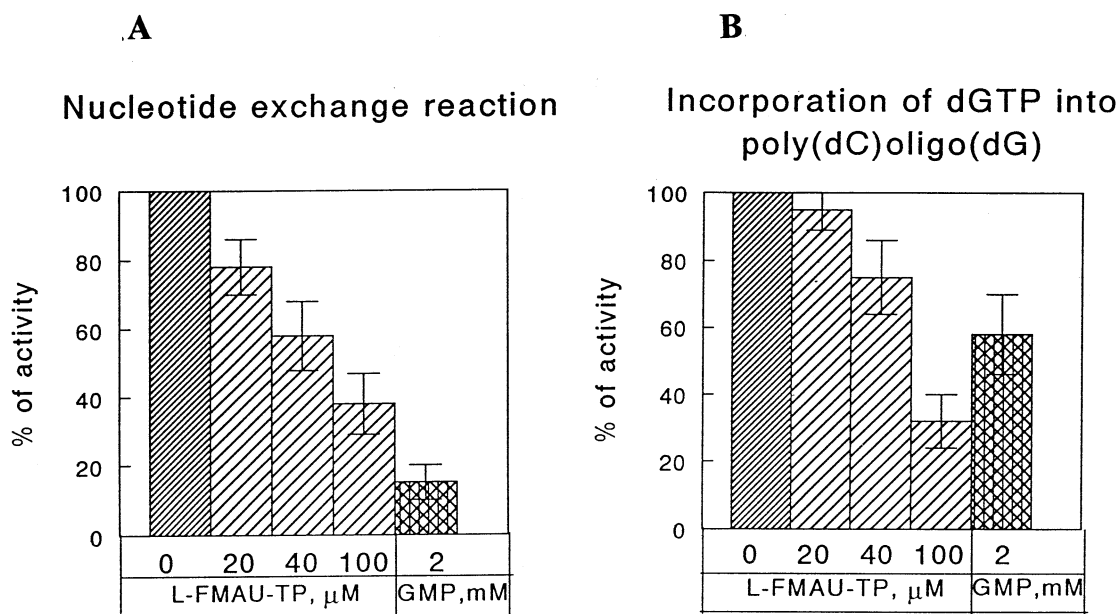 A
Nucleotide exchange reaction
% of activity
100
80
60
40
20
0
0 20 40 100 2
L-FMAU-TP, μM GMP,mM
B
Incorporation of dGTP into
poly(dC)oligo(dG)
% of activity
100
80
60
40
20
0
0 20 40 100 2
L-FMAU-TP, μM GMP,mM